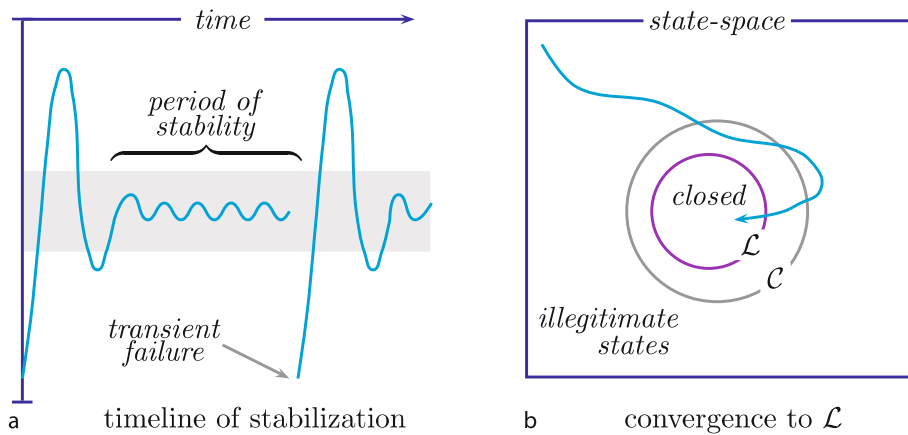 time
period of
stability
transient
failure
a timeline of stabilization
state-space
closed
ℒ
𝒞
illegitimate
states
b convergence to ℒ